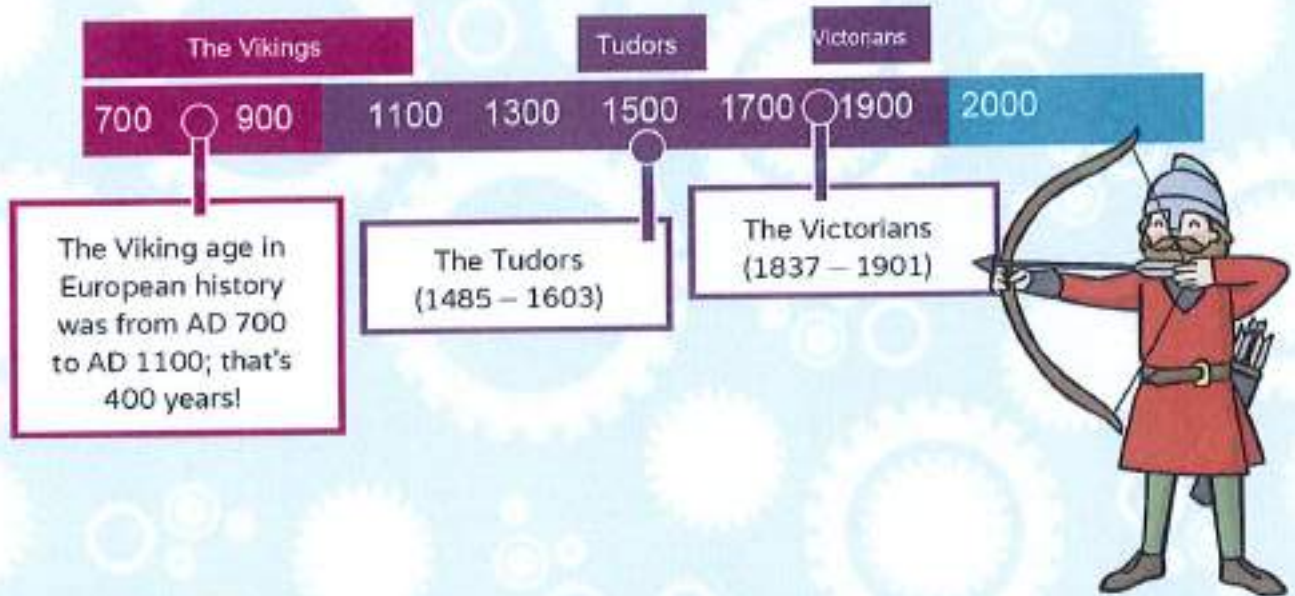 The Vikings
Tudors
Victorians
700 900 1100 1300 1500 1700 1900 2000
The Viking age in
European history
was from AD 700
to AD 1100; that's
400 years!
The Tudors
(1485 – 1603)
The Victorians
(1837 – 1901)